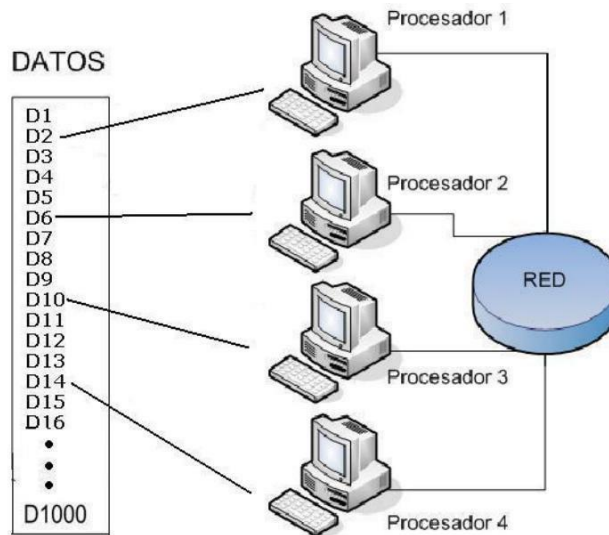 DATOS
D1
D2
D3
D4
D5
D6
D7
D8
D9
D10
D11
D12
D13
D14
D15
D16
D1000
Procesador 1
Procesador 2
Procesador 3
Procesador 4
RED